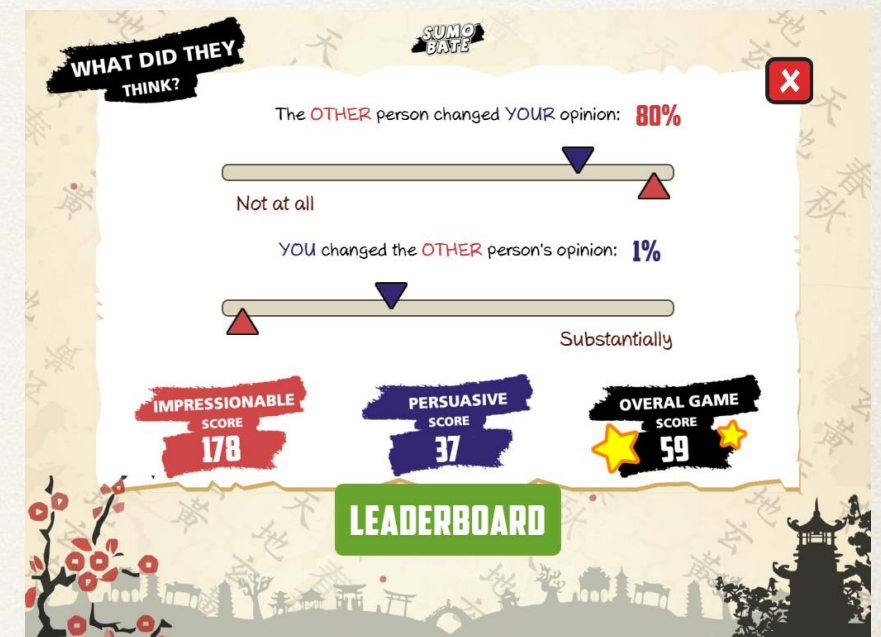 SUMO
BATE
WHAT DID THEY
THINK?
X
The OTHER person changed YOUR opinion: 80%
Not at all
YOU changed the OTHER person's opinion: 1%
Substantially
IMPRESSIONABLE
SCORE
178
PERSUASIVE
SCORE
37
OVERAL GAME
SCORE
59
LEADERBOARD